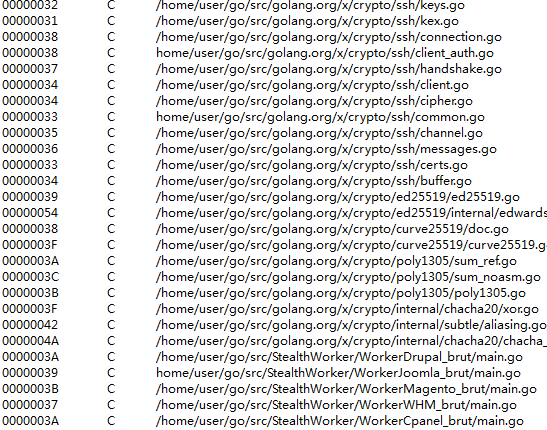 00000032 C /home/user/go/src/golang.org/x/crypto/ssh/keys.go
00000031 C /home/user/go/src/golang.org/x/crypto/ssh/kex.go
00000038 C /home/user/go/src/golang.org/x/crypto/ssh/connection.go
00000038 C home/user/go/src/golang.org/x/crypto/ssh/client_auth.go
00000037 C /home/user/go/src/golang.org/x/crypto/ssh/handshake.go
00000034 C /home/user/go/src/golang.org/x/crypto/ssh/client.go
00000034 C /home/user/go/src/golang.org/x/crypto/ssh/cipher.go
00000033 C home/user/go/src/golang.org/x/crypto/ssh/common.go
00000035 C /home/user/go/src/golang.org/x/crypto/ssh/channel.go
00000036 C /home/user/go/src/golang.org/x/crypto/ssh/messages.go
00000033 C /home/user/go/src/golang.org/x/crypto/ssh/certs.go
00000034 C /home/user/go/src/golang.org/x/crypto/ssh/buffer.go
00000039 C /home/user/go/src/golang.org/x/crypto/ed25519/ed25519.go
00000054 C /home/user/go/src/golang.org/x/crypto/ed25519/internal/edwards
00000038 C /home/user/go/src/golang.org/x/crypto/curve25519/doc.go
0000003F C /home/user/go/src/golang.org/x/crypto/curve25519/curve25519.g
0000003A C /home/user/go/src/golang.org/x/crypto/poly1305/sum_ref.go
0000003C C /home/user/go/src/golang.org/x/crypto/poly1305/sum_noasm.go
0000003B C /home/user/go/src/golang.org/x/crypto/poly1305/poly1305.go
0000003F C /home/user/go/src/golang.org/x/crypto/internal/chacha20/xor.go
00000042 C /home/user/go/src/golang.org/x/crypto/internal/subtle/aliasing.go
0000004A C /home/user/go/src/golang.org/x/crypto/internal/chacha20/chacha_
0000003A C /home/user/go/src/StealthWorker/WorkerDrupal_brut/main.go
00000039 C home/user/go/src/StealthWorker/WorkerJoomla_brut/main.go
0000003B C /home/user/go/src/StealthWorker/WorkerMagento_brut/main.go
00000037 C /home/user/go/src/StealthWorker/WorkerWHM_brut/main.go
0000003A C /home/user/go/src/StealthWorker/WorkerCpanel_brut/main.go